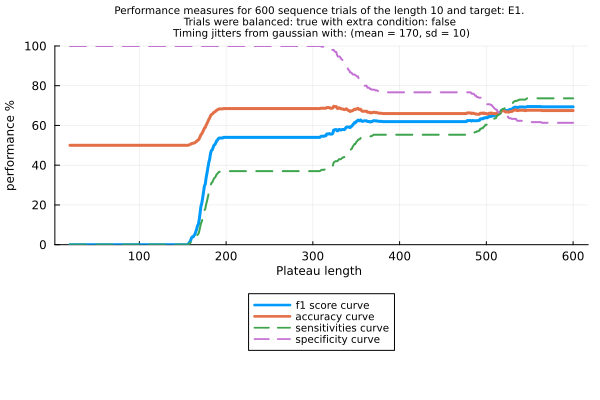 Performance measures for 600 sequence trials of the length 10 and target: E1.
Trials were balanced: true with extra condition: false
Timing jitters from gaussian with: (mean = 170, sd = 10)
100
80
60
40
20
0
performance %
100
200
300
400
500
600
Plateau length
f1 score curve
accuracy curve
sensitivities curve
specificity curve